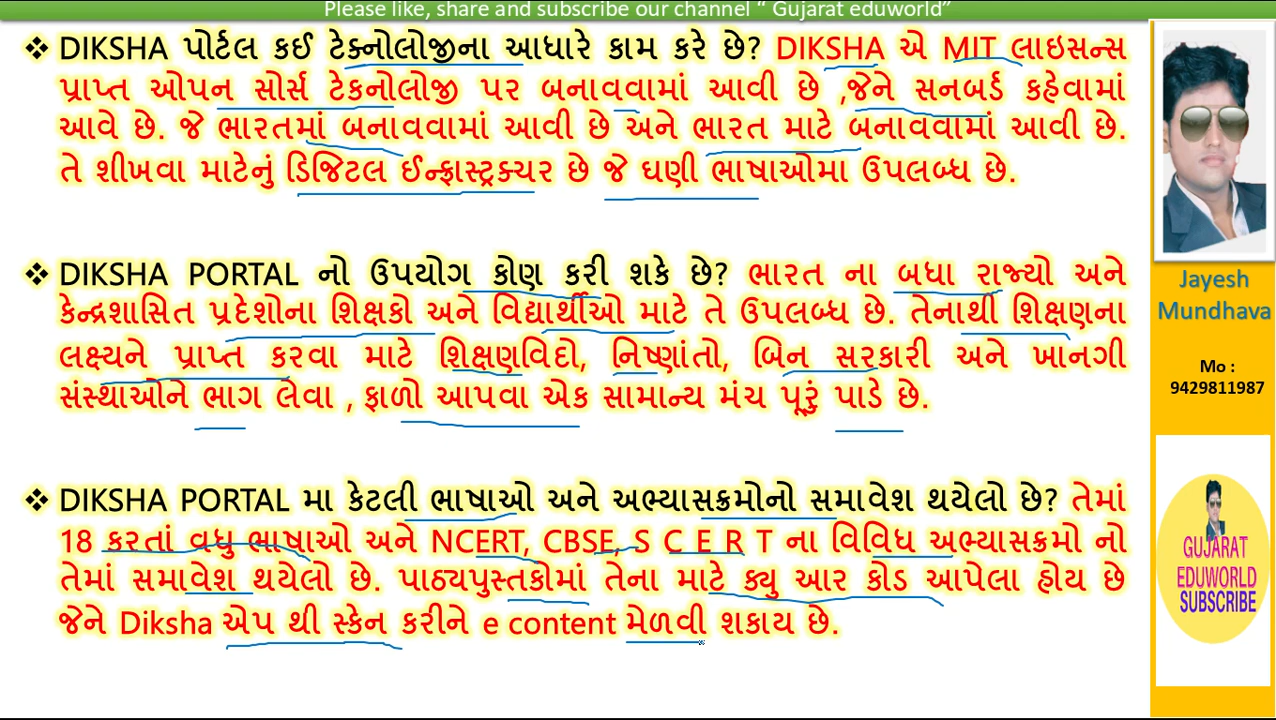 Please like, share and subscribe our channel “ Gujarat eduworld”
❖ DIKSHA પોર્ટલ કઈ ટેક્નોલોજીના આધારે કામ કરે છે? DIKSHA એ MIT લાઇસન્સ
પ્રાપ્ત ઓપન સોર્સ ટેકનોલોજી પર બનાવવામાં આવી છે ,જેને સનબર્ડ કહેવામાં
આવે છે. જે ભારતમાં બનાવવામાં આવી છે અને ભારત માટે બનાવવામાં આવી છે.
તે શીખવા માટેનું ડિજિટલ ઈન્ફ્રાસ્ટ્રક્ચર છે જે ઘણી ભાષાઓમા ઉપલબ્ધ છે.
❖ DIKSHA PORTAL નો ઉપયોગ કોણ કરી શકે છે? ભારત ના બધા રાજ્યો અને
કેન્દ્રશાસિત પ્રદેશોના શિક્ષકો અને વિદ્યાર્થીઓ માટે તે ઉપલબ્ધ છે. તેનાથી શિક્ષણના
લક્ષ્યને પ્રાપ્ત કરવા માટે શિક્ષણવિદો, નિષ્ણાંતો, બિન સરકારી અને ખાનગી
સંસ્થાઓને ભાગ લેવા , ફાળો આપવા એક સામાન્ય મંચ પૂરું પાડે છે.
❖ DIKSHA PORTAL મા કેટલી ભાષાઓ અને અભ્યાસક્રમોનો સમાવેશ થયેલો છે? તેમાં
18 કરતાં વધુ ભાષાઓ અને NCERT, CBSE, S C E R T ના વિવિધ અભ્યાસક્રમો નો
તેમાં સમાવેશ થયેલો છે. પાઠ્યપુસ્તકોમાં તેના માટે ક્યુ આર કોડ આપેલા હોય છે
જેને Diksha એપ થી સ્કેન કરીને e content મેળવી શકાય છે.
Jayesh
Mundhava
Mo :
9429811987
GUJARAT
EDUWORLD
SUBSCRIBE